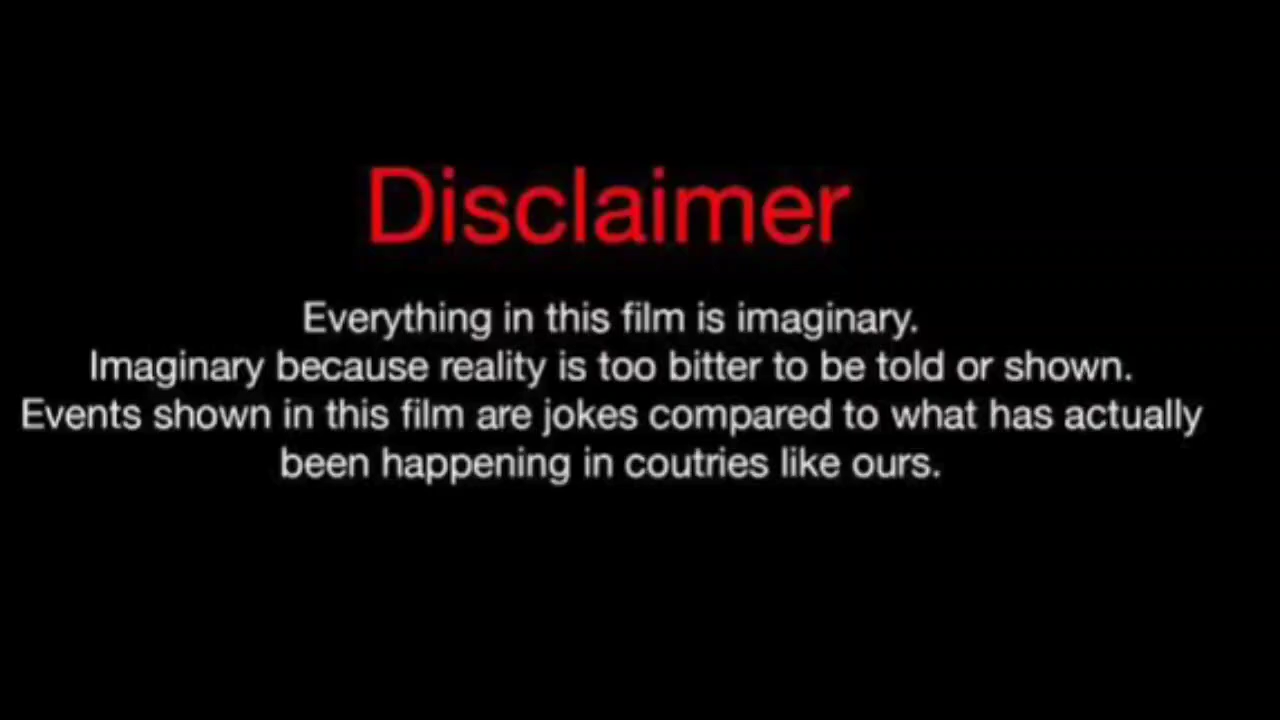 Disclaimer
Everything in this film is imaginary.
Imaginary because reality is too bitter to be told or shown.
Events shown in this film are jokes compared to what has actually
been happening in coutries like ours.